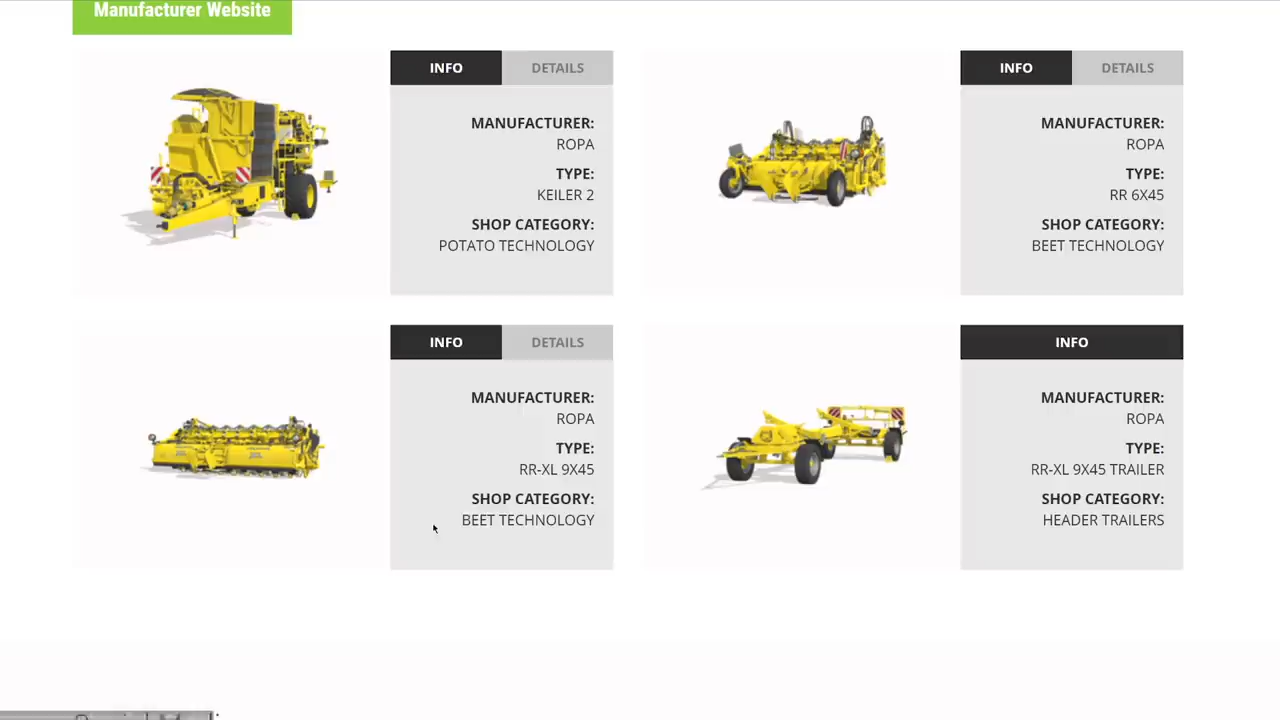 Manufacturer Website
INFO
DETAILS
MANUFACTURER:
ROPA
TYPE:
KEILER 2
SHOP CATEGORY:
POTATO TECHNOLOGY
INFO
DETAILS
MANUFACTURER:
ROPA
TYPE:
RR 6X45
SHOP CATEGORY:
BEET TECHNOLOGY
INFO
DETAILS
MANUFACTURER:
ROPA
TYPE:
RR-XL 9X45
SHOP CATEGORY:
BEET TECHNOLOGY
INFO
MANUFACTURER:
ROPA
TYPE:
RR-XL 9X45 TRAILER
SHOP CATEGORY:
HEADER TRAILERS